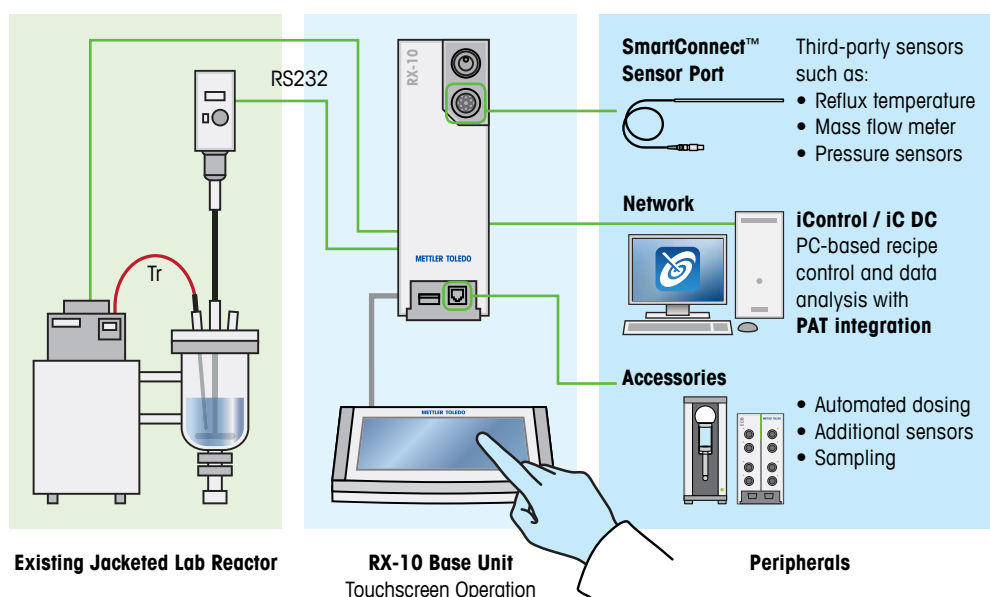 RX-10
RS232
Tr
METTLER TOLEDO
METTLER TOLEDO
SmartConnect™
Sensor Port
Third-party sensors
such as:
• Reflux temperature
• Mass flow meter
• Pressure sensors
Network
iControl / iC DC
PC-based recipe
control and data
analysis with
PAT integration
Accessories
• Automated dosing
• Additional sensors
• Sampling
Existing Jacketed Lab Reactor
RX-10 Base Unit
Touchscreen Operation
Peripherals